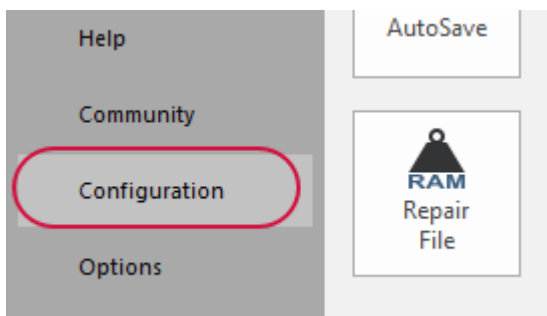 Help
Community
Configuration
Options
AutoSave
RAM
Repair
File